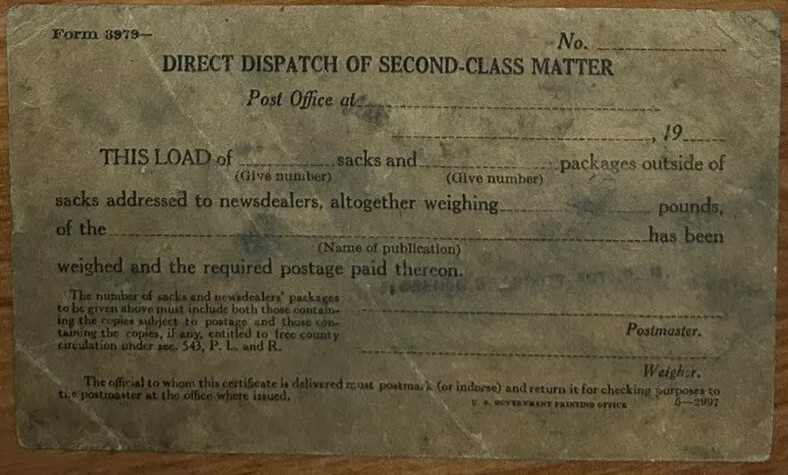 Form 3979—
No.
DIRECT DISPATCH OF SECOND-CLASS MATTER
Post Office at
, 19
THIS LOAD of sacks and packages outside of
(Give number) (Give number)
sacks addressed to newsdealers, altogether weighing pounds,
of the has been
(Name of publication)
weighed and the required postage paid thereon.
The number of sacks and newsdealers' packages
to be given above must include both those contain-
ing the copies subject to postage and those con-
taining the copies, if any, entitled to free county
circulation under sec. 543, P. L. and R.
Postmaster.
Weigher.
The official to whom this certificate is delivered must postmark (or indorse) and return it for checking purposes to
the postmaster at the office where issued.
U. S. GOVERNMENT PRINTING OFFICE 5—2997